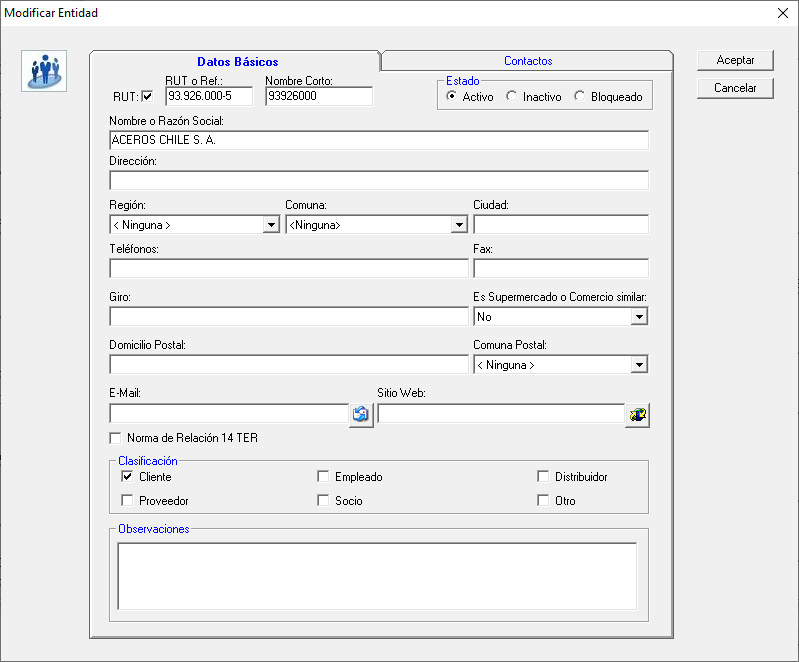 Modificar Entidad
Datos Básicos
Contactos
Aceptar
Cancelar
RUT:
RUT o Ref.:
93.926.000-5
Nombre Corto:
93926000
Estado
Activo
Inactivo
Bloqueado
Nombre o Razón Social:
ACEROS CHILE S. A.
Dirección:
Región:
Comuna:
Ciudad:
< Ninguna >
<Ninguna>
Teléfonos:
Fax:
Giro:
Es Supermercado o Comercio similar:
No
Domicilio Postal:
Comuna Postal:
< Ninguna >
E-Mail:
Sitio Web:
Norma de Relación 14 TER
Clasificación
Cliente
Empleado
Distribuidor
Proveedor
Socio
Otro
Observaciones